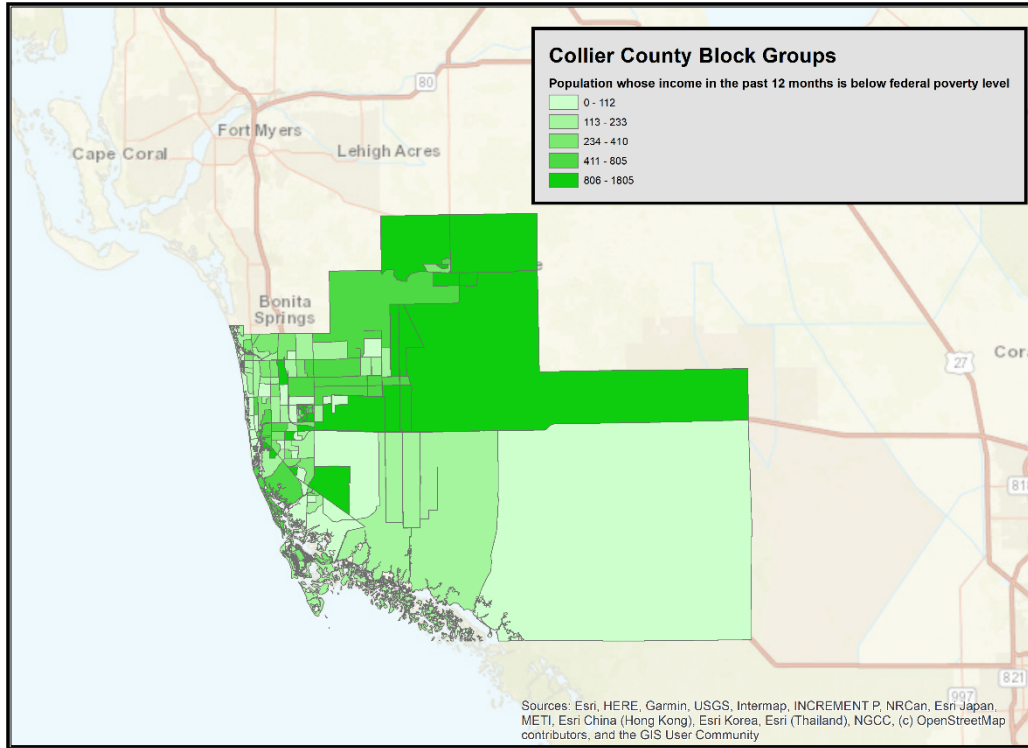 Collier County Block Groups
Population whose income in the past 12 months is below federal poverty level
0 - 112
113 - 233
234 - 410
411 - 805
806 - 1805
80
Fort Myers
Cape Coral
Lehigh Acres
Bonita
Springs
27
Cora
818
821
997
Sources: Esri, HERE, Garmin, USGS, Intermap, INCREMENT P, NRCan, Esri Japan,
METI, Esri China (Hong Kong), Esri Korea, Esri (Thailand), NGCC, (c) OpenStreetMap
contributors, and the GIS User Community